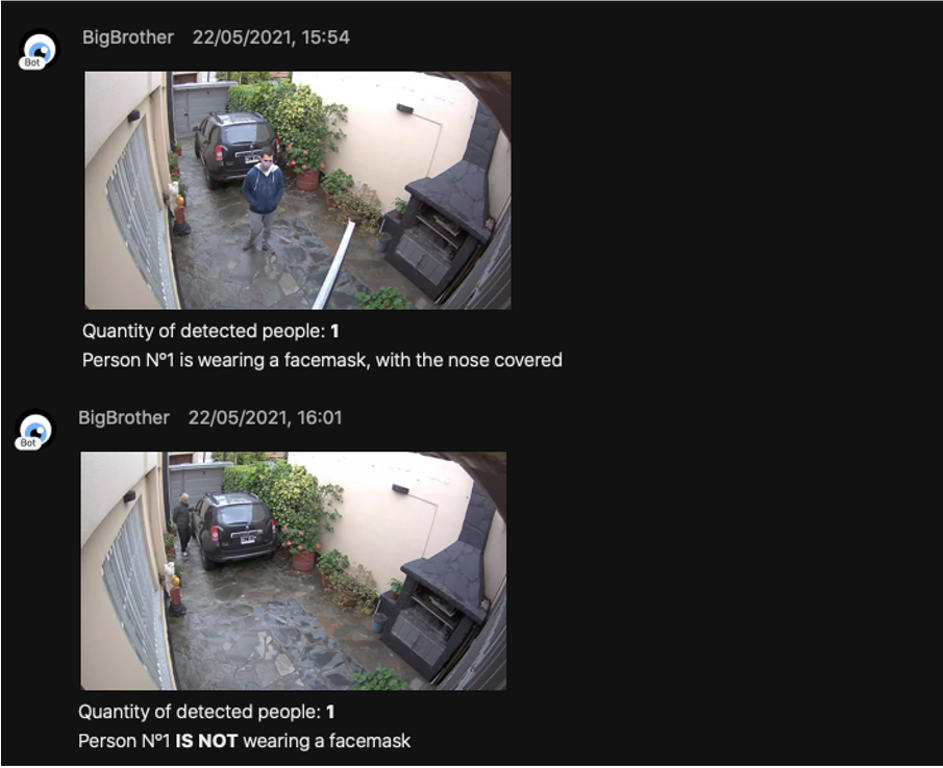 BigBrother 22/05/2021, 15:54
Bot
Quantity of detected people: 1
Person Nº1 is wearing a facemask, with the nose covered
BigBrother 22/05/2021, 16:01
Bot
Quantity of detected people: 1
Person Nº1 IS NOT wearing a facemask